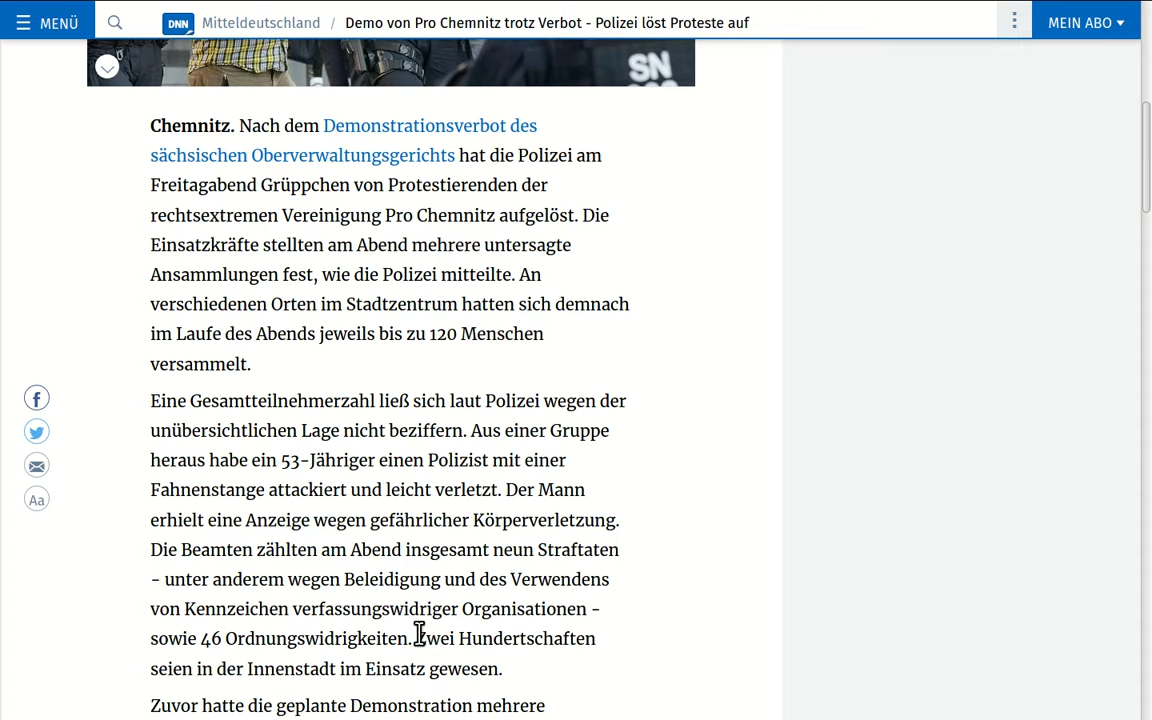 MENÜ
DNN Mitteldeutschland / Demo von Pro Chemnitz trotz Verbot - Polizei löst Proteste auf
MEIN ABO
SN
Chemnitz. Nach dem Demonstrationsverbot des
sächsischen Oberverwaltungsgerichts hat die Polizei am
Freitagabend Grüppchen von Protestierenden der
rechtsextremen Vereinigung Pro Chemnitz aufgelöst. Die
Einsatzkräfte stellten am Abend mehrere untersagte
Ansammlungen fest, wie die Polizei mitteilte. An
verschiedenen Orten im Stadtzentrum hatten sich demnach
im Laufe des Abends jeweils bis zu 120 Menschen
versammelt.
Eine Gesamtteilnehmerzahl ließ sich laut Polizei wegen der
unübersichtlichen Lage nicht beziffern. Aus einer Gruppe
heraus habe ein 53-Jähriger einen Polizist mit einer
Fahnenstange attackiert und leicht verletzt. Der Mann
erhielt eine Anzeige wegen gefährlicher Körperverletzung.
Die Beamten zählten am Abend insgesamt neun Straftaten
- unter anderem wegen Beleidigung und des Verwendens
von Kennzeichen verfassungswidriger Organisationen -
sowie 46 Ordnungswidrigkeiten. Zwei Hundertschaften
seien in der Innenstadt im Einsatz gewesen.
Zuvor hatte die geplante Demonstration mehrere
Aa